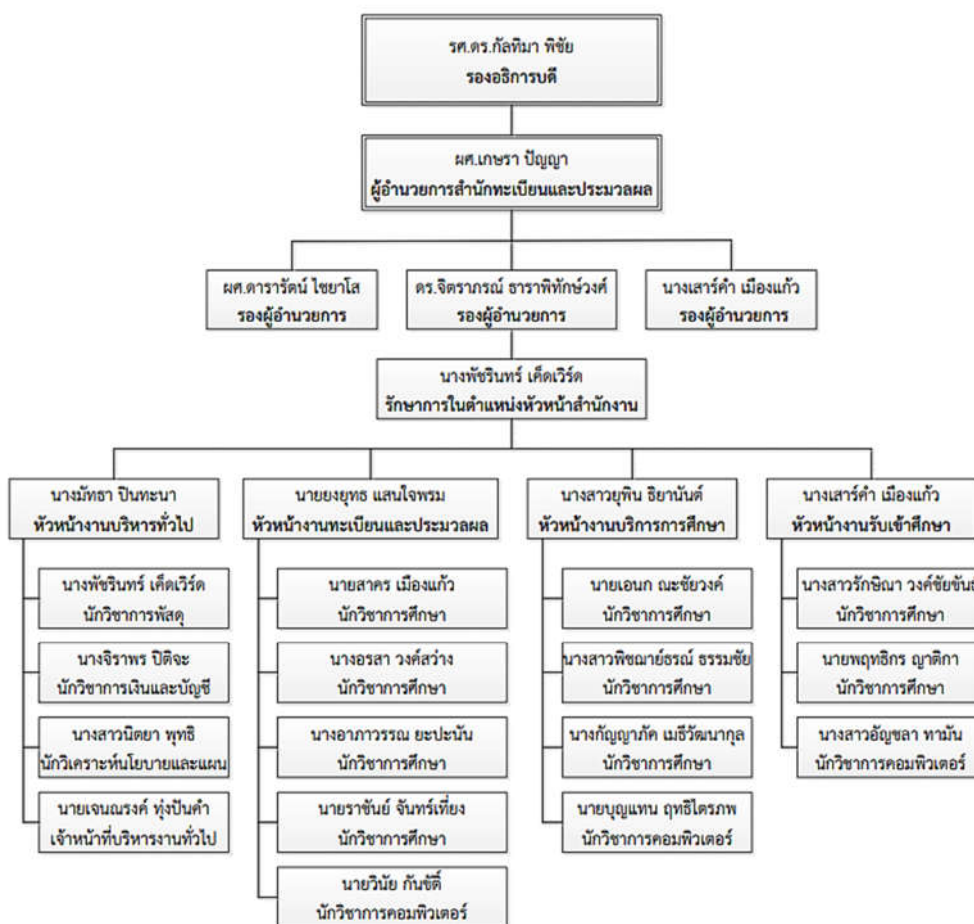 รศ.ดร.กัลทิมา พิชัย
รองอธิการบดี
ผศ.เกษรา ปัญญา
ผู้อำนวยการสำนักทะเบียนและประมวลผล
ผศ.ดารารัตน์ ไชยาโส
รองผู้อำนวยการ
ดร.จิตราภรณ์ ธาราพิทักษ์วงศ์
รองผู้อำนวยการ
นางเสาร์คำ เมืองแก้ว
รองผู้อำนวยการ
นางพัชรินทร์ เค็ดเวิร์ด
รักษาการในตำแหน่งหัวหน้าสำนักงาน
นางมัทธา ปินทะนา
หัวหน้างานบริหารทั่วไป
นางพัชรินทร์ เค็ดเวิร์ด
นักวิชาการพัสดุ
นางจิราพร ปิติจะ
นักวิชาการเงินและบัญชี
นางสาวนิตยา พุทธิ
นักวิเคราะห์นโยบายและแผน
นายเจนณรงค์ ทุ่งปันคำ
เจ้าหน้าที่บริหารงานทั่วไป
นายยงยุทธ แสนใจพรม
หัวหน้างานทะเบียนและประมวลผล
นายสาคร เมืองแก้ว
นักวิชาการศึกษา
นางอรสา วงค์สว่าง
นักวิชาการศึกษา
นางอาภาวรรณ ยะปะนัน
นักวิชาการศึกษา
นายราชันย์ จันทร์เที่ยง
นักวิชาการศึกษา
นายวินัย กันขัติ์
นักวิชาการคอมพิวเตอร์
นางสาวยุพิน ธิยานันต์
หัวหน้างานบริการการศึกษา
นายเอนก ณะชัยวงค์
นักวิชาการศึกษา
นางสาวพิชฌาย์ธรณ์ ธรรมชัย
นักวิชาการศึกษา
นางกัญญาภัค เมธีวัฒนากุล
นักวิชาการศึกษา
นายบุญแทน ฤทธิไตรภพ
นักวิชาการคอมพิวเตอร์
นางเสาร์คำ เมืองแก้ว
หัวหน้างานรับเข้าศึกษา
นางสาวรักษิณา
นักวิชาการศึกษา
นายพฤทธิกร ญาติกา
นักวิชาการศึกษา
นางสาวอัญชลา ทามัน
นักวิชาการคอมพิวเตอร์